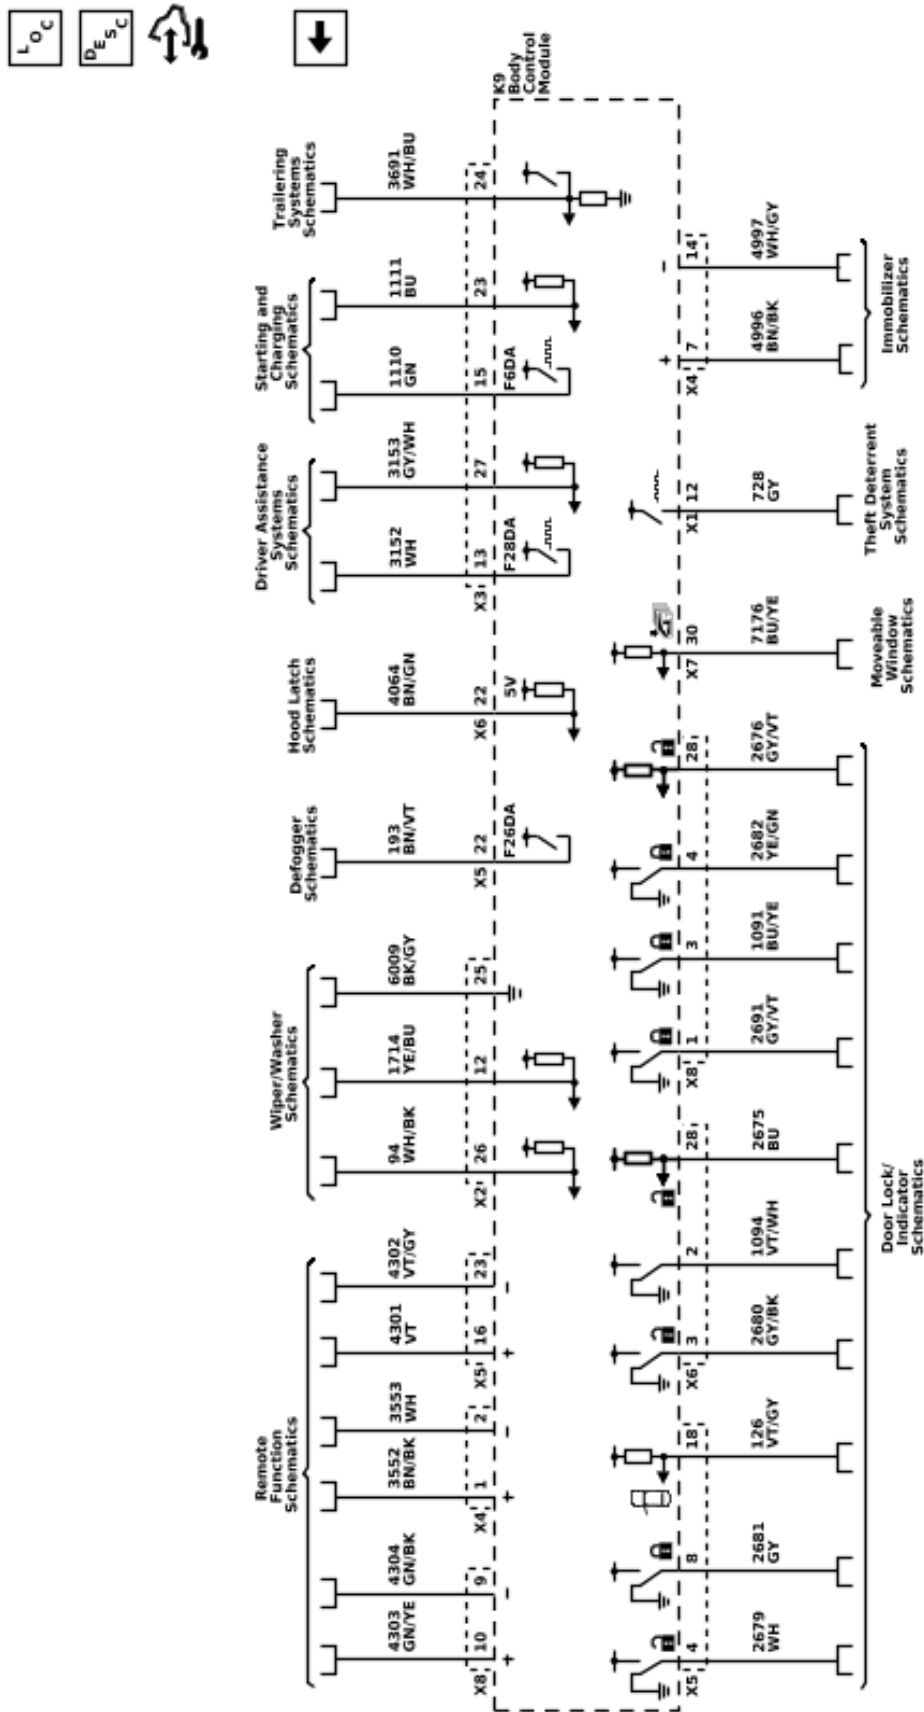 LOC
DESC
K9
Body
Control
Module
Remote
Function
Schematics
Wiper/Washer
Schematics
Defogger
Schematics
Hood Latch
Schematics
Driver Assistance
Systems
Schematics
Starting and
Charging
Schematics
Trailering
Systems
Schematics
4303
GN/YE
4304
GN/BK
3552
BN/BK
3553
WH
4301
VT
4302
VT/GY
94
WH/BK
1714
YE/BU
6009
BK/GY
193
BN/VT
4064
BN/GN
3152
WH
3153
GY/WH
1110
GN
1111
BU
3691
WH/BU
X8 10 9
X4 1 2
X5 16 23
X2 26 12 25
X5 22
X6 22
X3 13 27 15 23 24
+ - + - + -
F26DA
5V
F28DA
F6DA
+ -
X5 4 8 18
X6 3 2 28
X8 1 3 4 28
X7 30
X1 12
X4 7 14
2679
WH
2681
GY
126
VT/GY
2680
GY/BK
1094
VT/WH
2675
BU
2691
GY/VT
1091
BU/YE
2682
YE/GN
2676
GY/VT
7176
BU/YE
728
GY
4996
BN/BK
4997
WH/GY
Door Lock/
Indicator
Schematics
Moveable
Window
Schematics
Theft Deterrent
System
Schematics
Immobilizer
Schematics